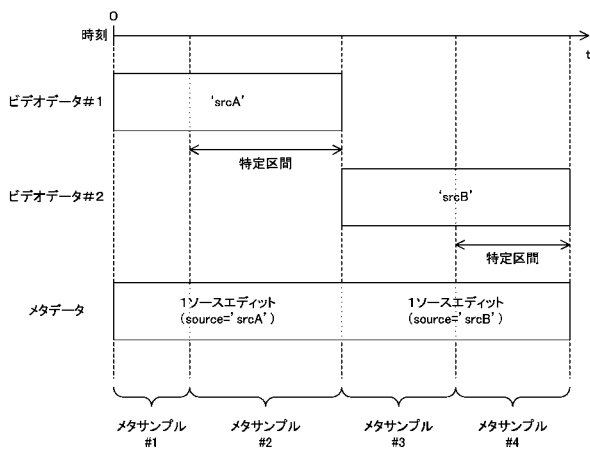 0
時刻
t
ビデオデータ#1
‘srcA’
特定区間
ビデオデータ#2
‘srcB’
特定区間
メタデータ
1ソースエディット
(source=‘srcA’)
1ソースエディット
(source=‘srcB’)
メタサンプル
#1
メタサンプル
#2
メタサンプル
#3
メタサンプル
#4